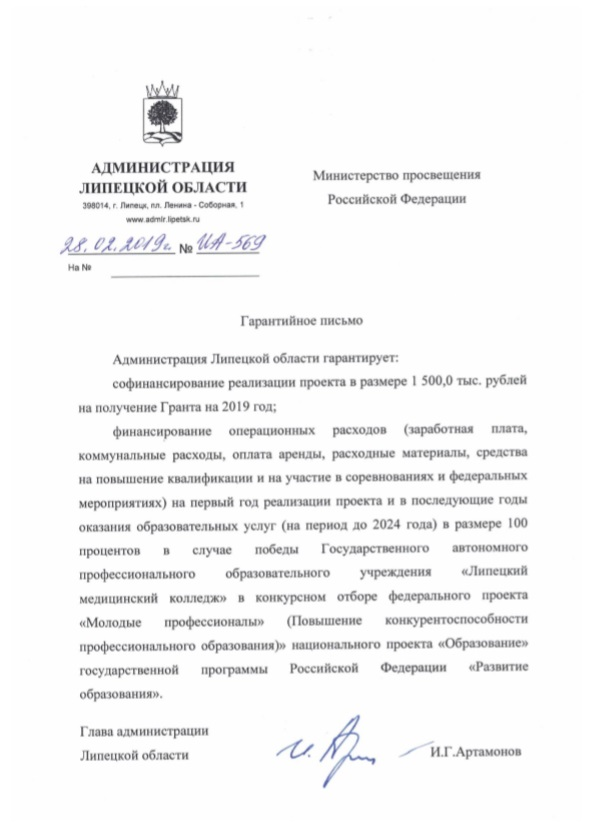 АДМИНИСТРАЦИЯ
ЛИПЕЦКОЙ ОБЛАСТИ
398014, г. Липецк, пл. Ленина - Соборная, 1
www.admlr.lipetsk.ru
28.02.2019г. № ИА-569
На №
Министерство просвещения
Российской Федерации
Гарантийное письмо
Администрация Липецкой области гарантирует:
софинансирование реализации проекта в размере 1 500,0 тыс. рублей
на получение Гранта на 2019 год;
финансирование операционных расходов (заработная плата,
коммунальные расходы, оплата аренды, расходные материалы, средства
на повышение квалификации и на участие в соревнованиях и федеральных
мероприятиях) на первый год реализации проекта и в последующие годы
оказания образовательных услуг (на период до 2024 года) в размере 100
процентов в случае победы Государственного автономного
профессионального образовательного учреждения «Липецкий
медицинский колледж» в конкурсном отборе федерального проекта
«Молодые профессионалы» (Повышение конкурентоспособности
профессионального образования)» национального проекта «Образование»
государственной программы Российской Федерации «Развитие
образования».
Глава администрации
Липецкой области
И.Г.Артамонов